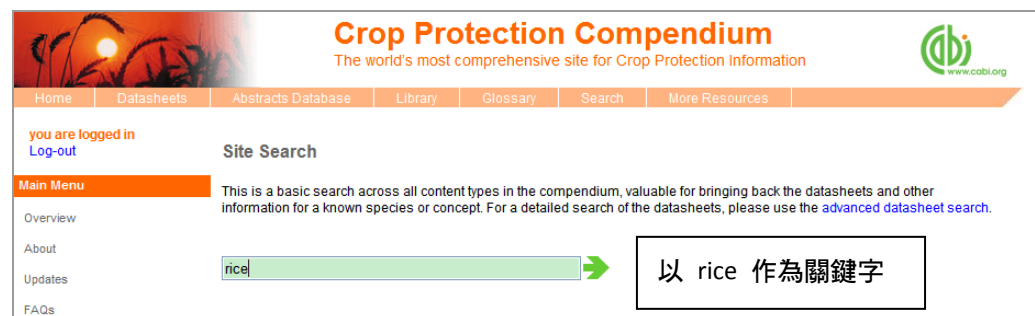 Crop Protection Compendium
The world's most comprehensive site for Crop Protection Information
cabi
www.cabi.org
Home Datasheets Abstracts Database Library Glossary Search More Resources
you are logged in
Log-out
Main Menu
Overview
About
Updates
FAQs
Site Search
This is a basic search across all content types in the compendium, valuable for bringing back the datasheets and other
information for a known species or concept. For a detailed search of the datasheets, please use the advanced datasheet search.
rice
以 rice 作為關鍵字